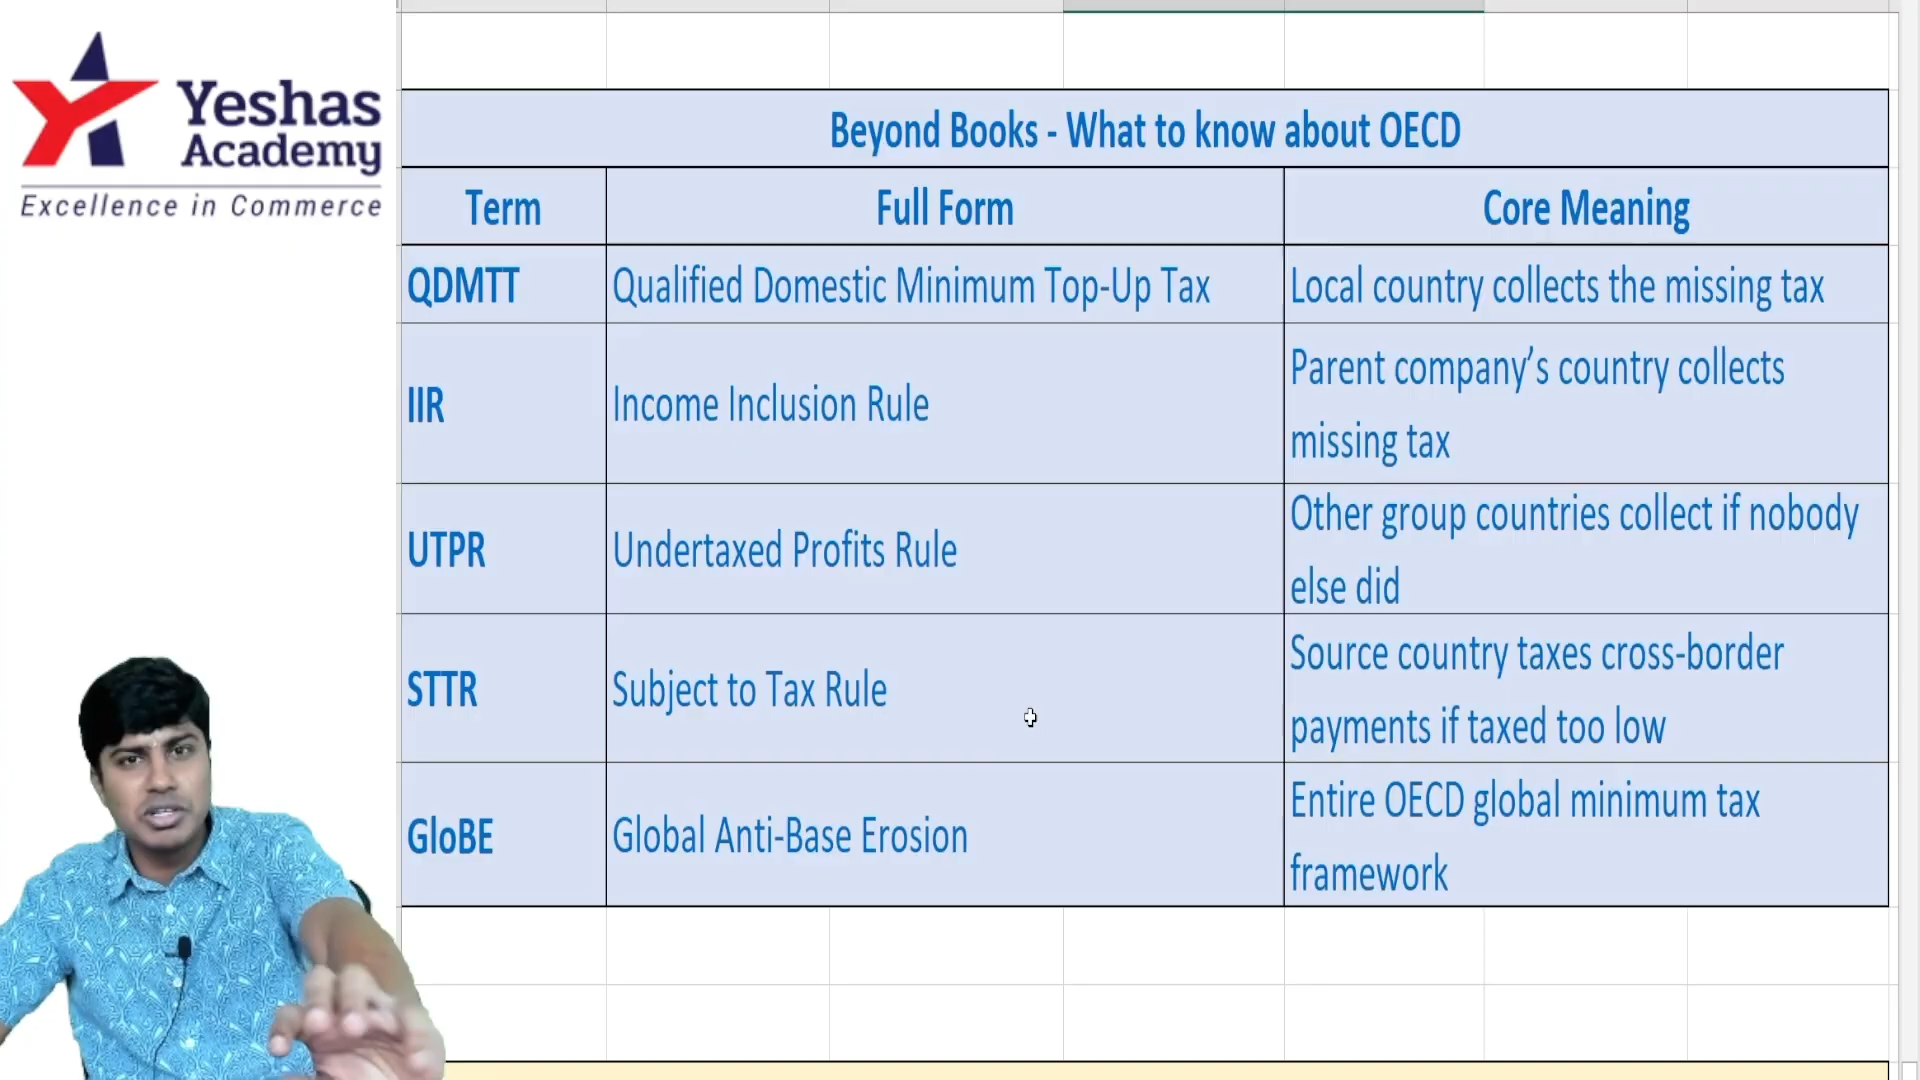 Yeshas
Academy
Excellence in Commerce
Beyond Books - What to know about OECD
Term
Full Form
Core Meaning
QDMTT
Qualified Domestic Minimum Top-Up Tax
Local country collects the missing tax
IIR
Income Inclusion Rule
Parent company’s country collects
missing tax
UTPR
Undertaxed Profits Rule
Other group countries collect if nobody
else did
STTR
Subject to Tax Rule
Source country taxes cross-border
payments if taxed too low
GloBE
Global Anti-Base Erosion
Entire OECD global minimum tax
framework